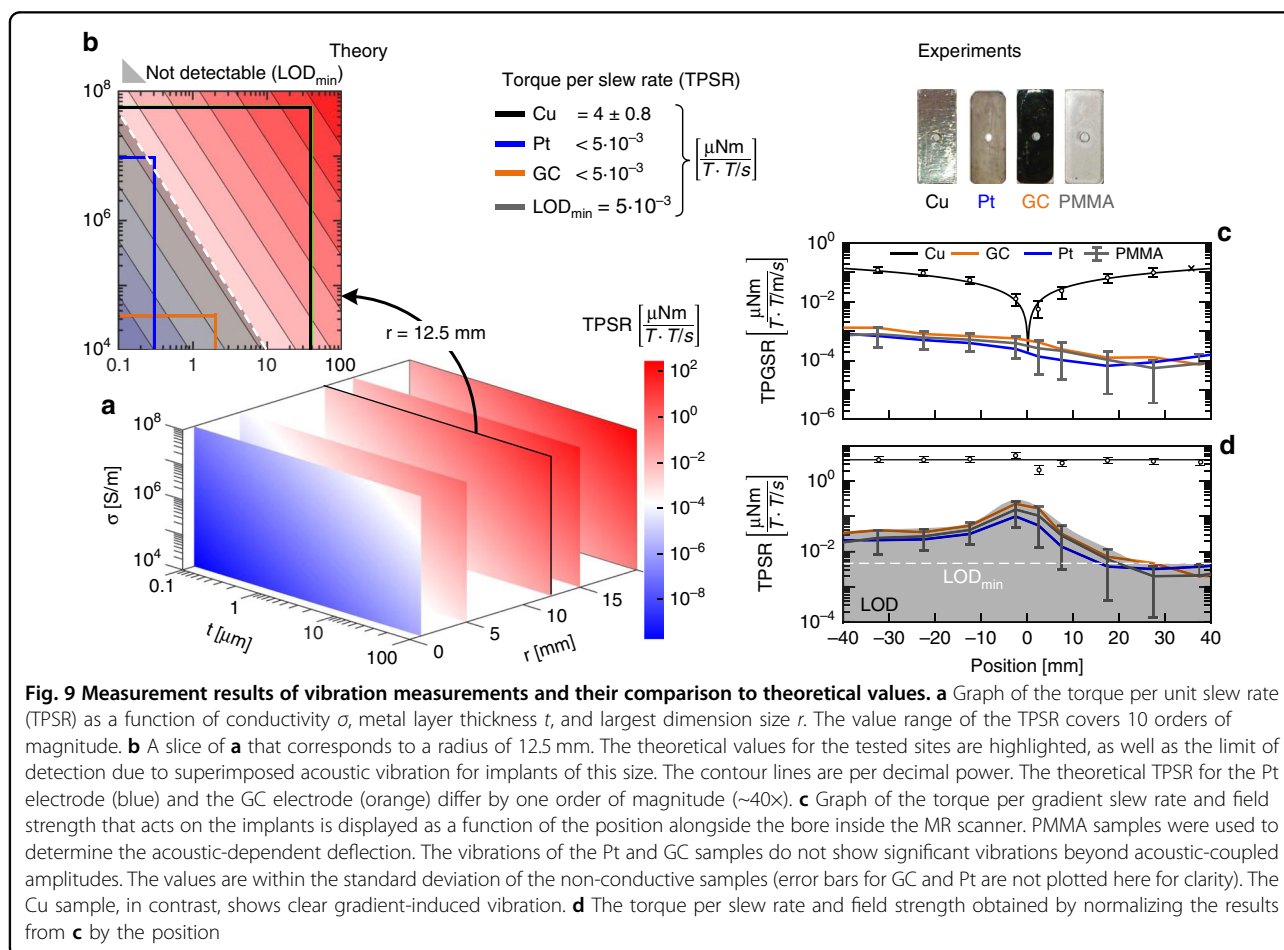 b
Theory
Not detectable (LODmin)
10^8
10^6
10^4
0.1 1 10 100
Torque per slew rate (TPSR)
Cu = 4 ± 0.8
Pt < 5·10^−3
GC < 5·10^−3
LODmin = 5·10^−3
[μNm / T · T/s]
Experiments
Cu Pt GC PMMA
r = 12.5 mm
a
σ [S/m]
10^8
10^6
10^4
0.1
1
10
100
t [μm]
0
5
10
15
r [mm]
TPSR [μNm / T · T/s]
10^2
10^0
10^−2
10^−4
10^−6
10^−8
c
Cu GC Pt PMMA
TPGSR [μNm / T · T/m/s]
10^0
10^−2
10^−4
10^−6
d
TPSR [μNm / T · T/s]
10^0
10^−2
10^−4
LODmin
LOD
−40 −30 −20 −10 0 10 20 30 40
Position [mm]
Fig. 9 Measurement results of vibration measurements and their comparison to theoretical values. a Graph of the torque per unit slew rate
(TPSR) as a function of conductivity σ, metal layer thickness t, and largest dimension size r. The value range of the TPSR covers 10 orders of
magnitude. b A slice of a that corresponds to a radius of 12.5 mm. The theoretical values for the tested sites are highlighted, as well as the limit of
detection due to superimposed acoustic vibration for implants of this size. The contour lines are per decimal power. The theoretical TPSR for the Pt
electrode (blue) and the GC electrode (orange) differ by one order of magnitude (~40×). c Graph of the torque per gradient slew rate and field
strength that acts on the implants is displayed as a function of the position alongside the bore inside the MR scanner. PMMA samples were used to
determine the acoustic-dependent deflection. The vibrations of the Pt and GC samples do not show significant vibrations beyond acoustic-coupled
amplitudes. The values are within the standard deviation of the non-conductive samples (error bars for GC and Pt are not plotted here for clarity). The
Cu sample, in contrast, shows clear gradient-induced vibration. d The torque per slew rate and field strength obtained by normalizing the results
from c by the position